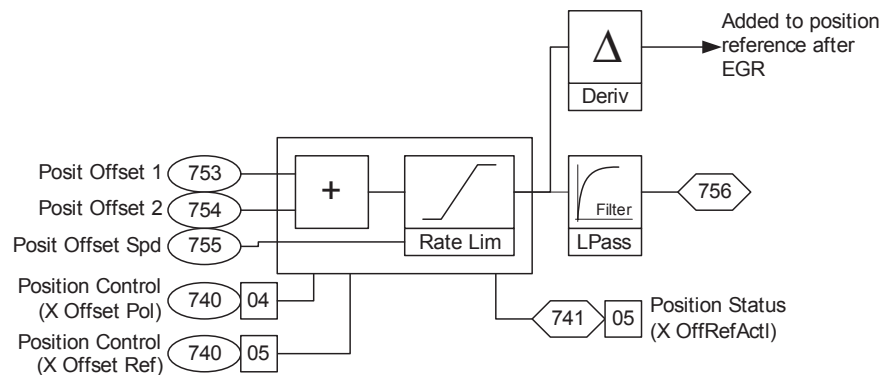 Added to position
reference after
EGR
Δ
Deriv
Posit Offset 1
753
Posit Offset 2
754
Posit Offset Spd
755
+
Rate Lim
Filter
LPass
756
Position Control
(X Offset Pol)
740
04
Position Control
(X Offset Ref)
740
05
741
05
Position Status
(X OffRefActl)